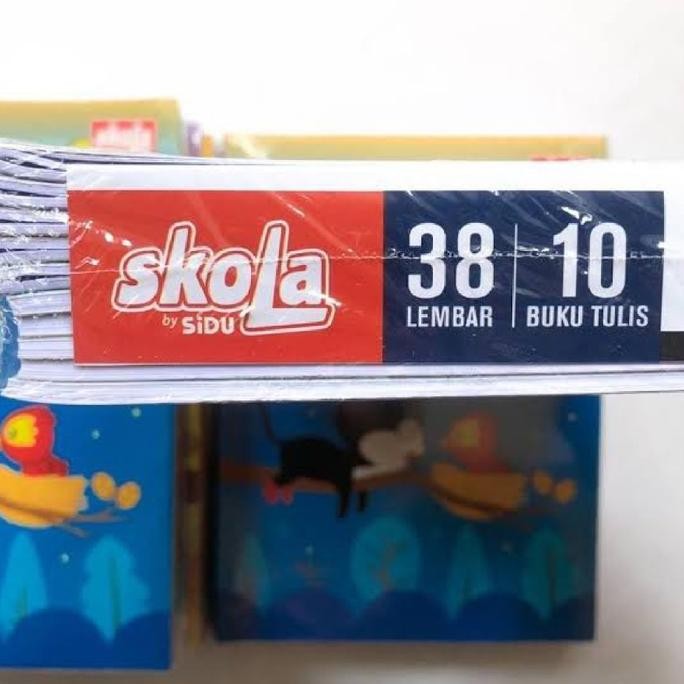 skola
by SiDU
38
LEMBAR
10
BUKU TULIS